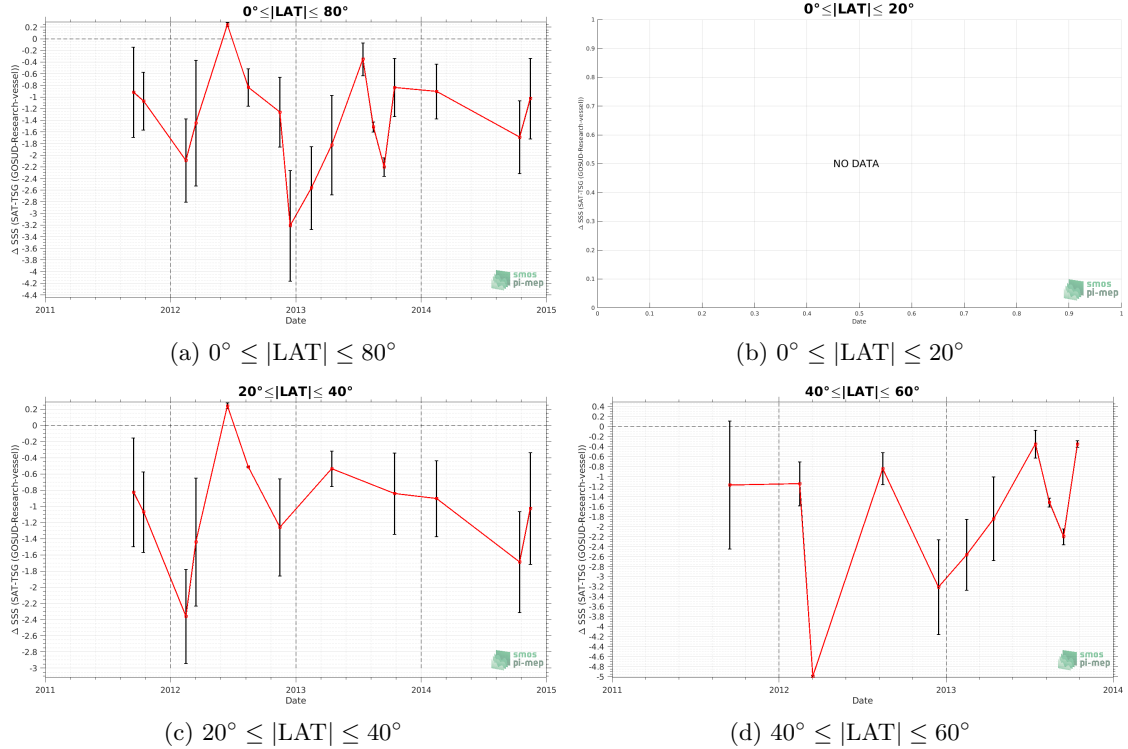 0°≤|LAT|≤ 80°
0.2
0
-0.2
-0.4
-0.6
-0.8
-1
-1.2
-1.4
-1.6
-1.8
-2
-2.2
-2.4
-2.6
-2.8
-3
-3.2
-3.4
-3.6
-3.8
-4
-4.2
-4.4
Δ SSS (SAT-TSG (GOSUD-Research-vessel))
smos
pi-mep
2011 2012 2013 2014 2015
Date
(a) 0° ≤ |LAT| ≤ 80°
0°≤|LAT|≤ 20°
1
0.9
0.8
0.7
0.6
0.5
0.4
0.3
0.2
0.1
0
Δ SSS (SAT-TSG (GOSUD-Research-vessel))
NO DATA
smos
pi-mep
0 0.1 0.2 0.3 0.4 0.5 0.6 0.7 0.8 0.9 1
Date
(b) 0° ≤ |LAT| ≤ 20°
20°≤|LAT|≤ 40°
0.2
0
-0.2
-0.4
-0.6
-0.8
-1
-1.2
-1.4
-1.6
-1.8
-2
-2.2
-2.4
-2.6
-2.8
-3
Δ SSS (SAT-TSG (GOSUD-Research-vessel))
smos
pi-mep
2011 2012 2013 2014 2015
Date
(c) 20° ≤ |LAT| ≤ 40°
40°≤|LAT|≤ 60°
0.4
0.2
0
-0.2
-0.4
-0.6
-0.8
-1
-1.2
-1.4
-1.6
-1.8
-2
-2.2
-2.4
-2.6
-2.8
-3
-3.2
-3.4
-3.6
-3.8
-4
-4.2
-4.4
-4.6
-4.8
-5
Δ SSS (SAT-TSG (GOSUD-Research-vessel))
smos
pi-mep
2011 2012 2013 2014
Date
(d) 40° ≤ |LAT| ≤ 60°